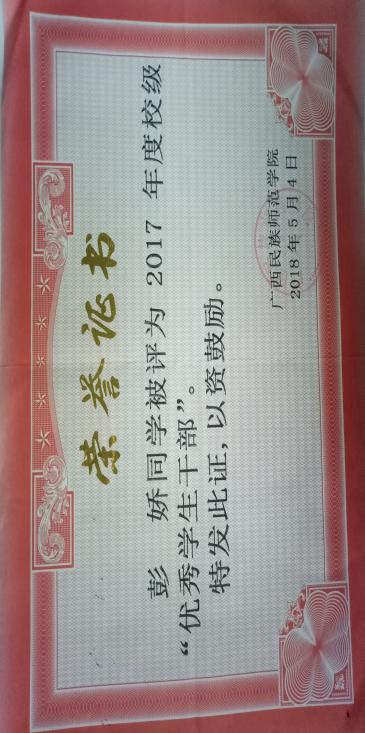 荣誉证书
彭 娇同学被评为 2017 年度校级
“优秀学生干部”。
特发此证，以资鼓励。
广西民族师范学院
2018 年 5 月 4 日